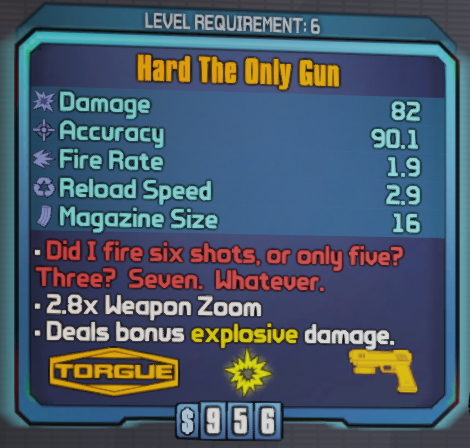 LEVEL REQUIREMENT: 6
Hard The Only Gun
Damage 82
Accuracy 90.1
Fire Rate 1.9
Reload Speed 2.9
Magazine Size 16
• Did I fire six shots, or only five?
Three? Seven. Whatever.
• 2.8x Weapon Zoom
• Deals bonus explosive damage.
TORGUE
$956